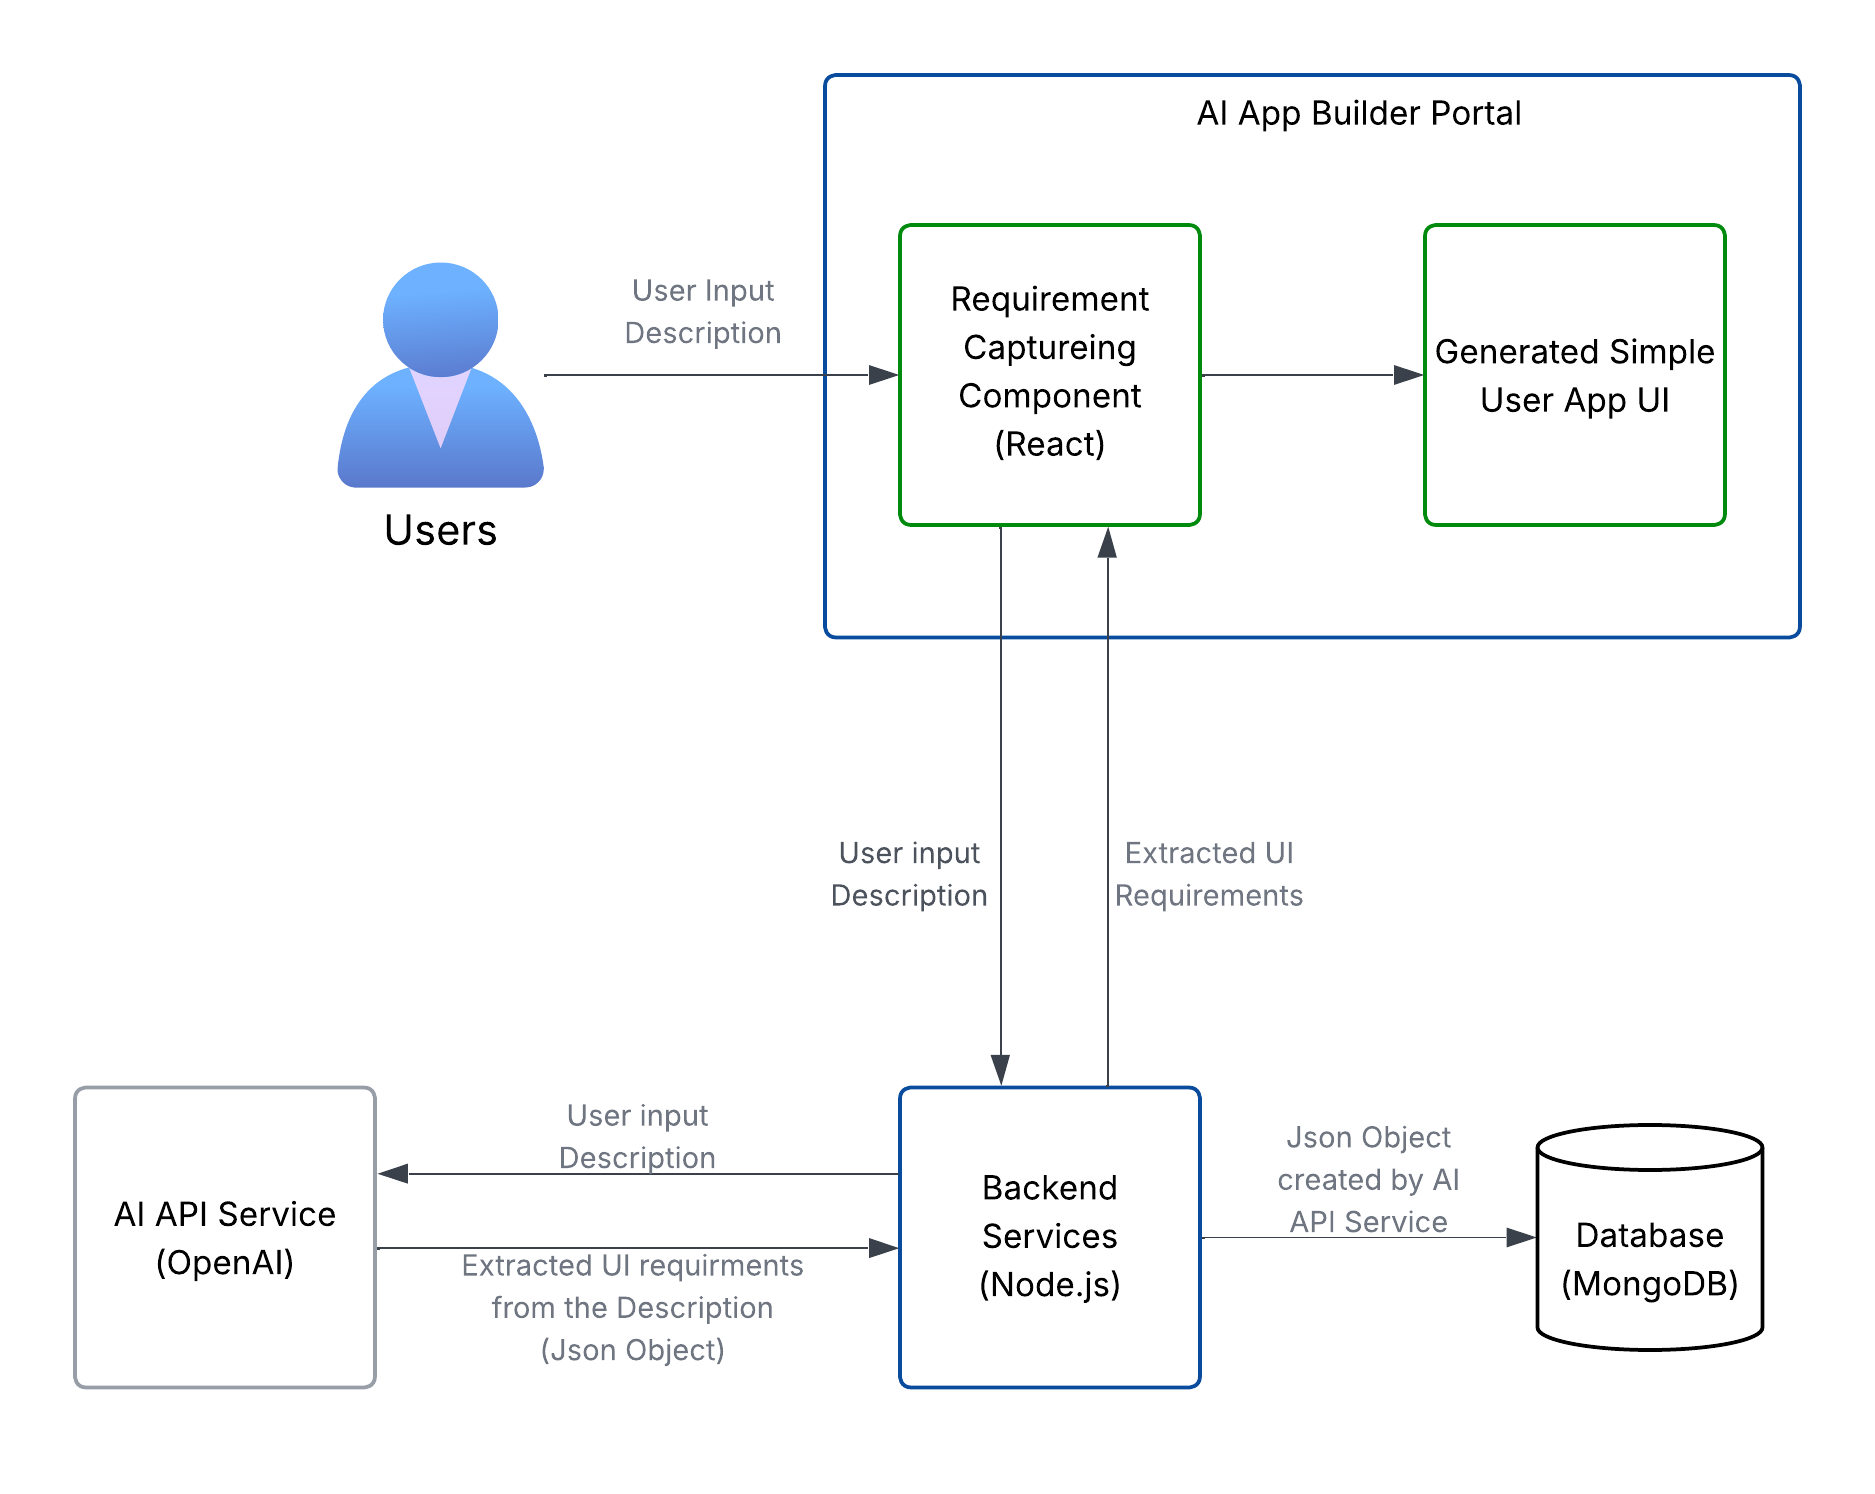 AI App Builder Portal
User Input
Description
Requirement
Captureing
Component
(React)
Generated Simple
User App UI
Users
User input
Description
Extracted UI
Requirements
User input
Description
AI API Service
(OpenAI)
Extracted UI requirments
from the Description
(Json Object)
Backend
Services
(Node.js)
Json Object
created by AI
API Service
Database
(MongoDB)